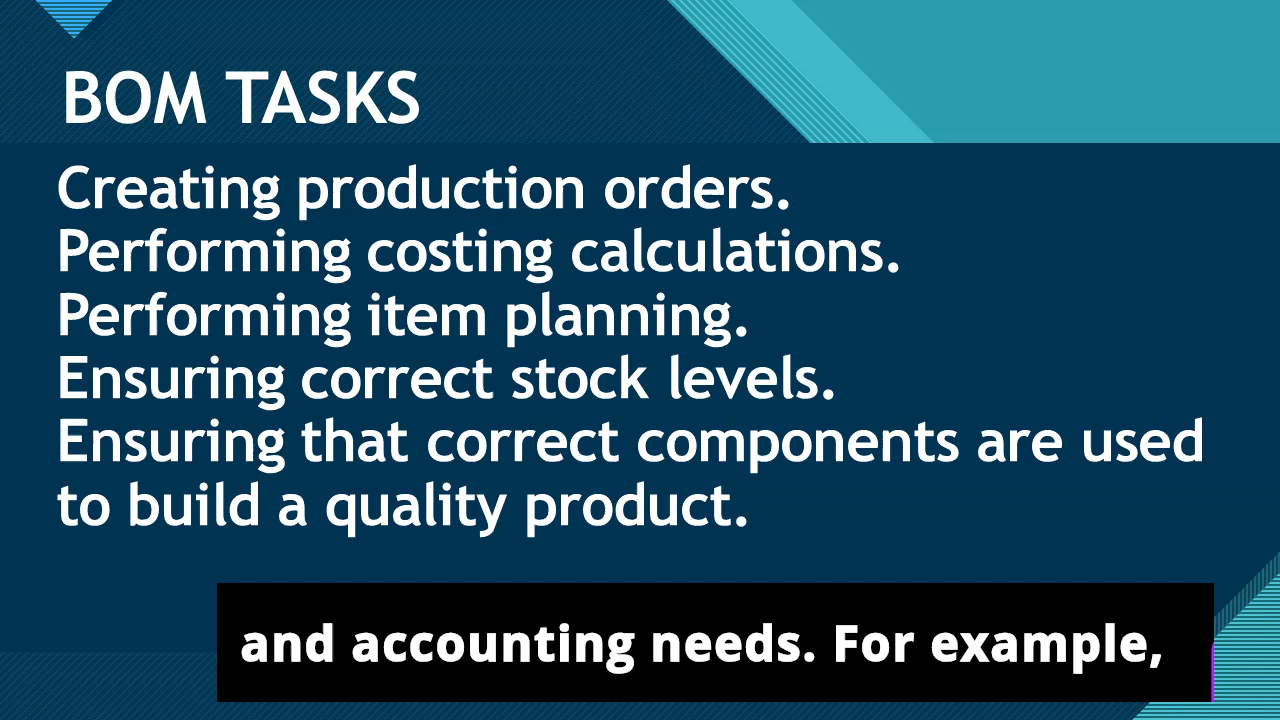 BOM TASKS
Creating production orders.
Performing costing calculations.
Performing item planning.
Ensuring correct stock levels.
Ensuring that correct components are used
to build a quality product.
and accounting needs. For example,